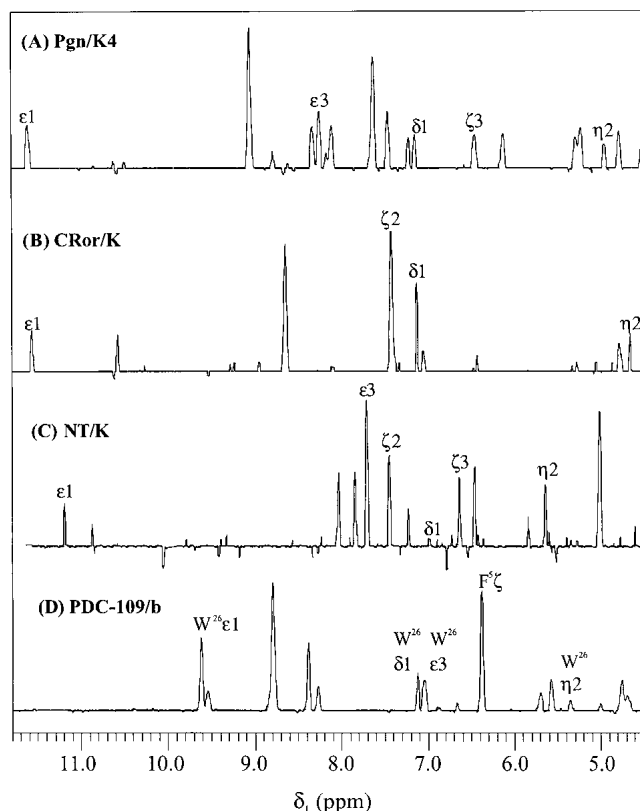 (A) Pgn/K4
ε1
ε3
δ1
ζ3
η2
(B) CRor/K
ε1
ζ2
δ1
η2
(C) NT/K
ε1
ε3
ζ2
δ1
ζ3
η2
(D) PDC-109/b
W²⁶ε1
W²⁶ W²⁶
δ1 ε3
F⁵ζ
W²⁶
η2
11.0 10.0 9.0 8.0 7.0 6.0 5.0
δ₁ (ppm)